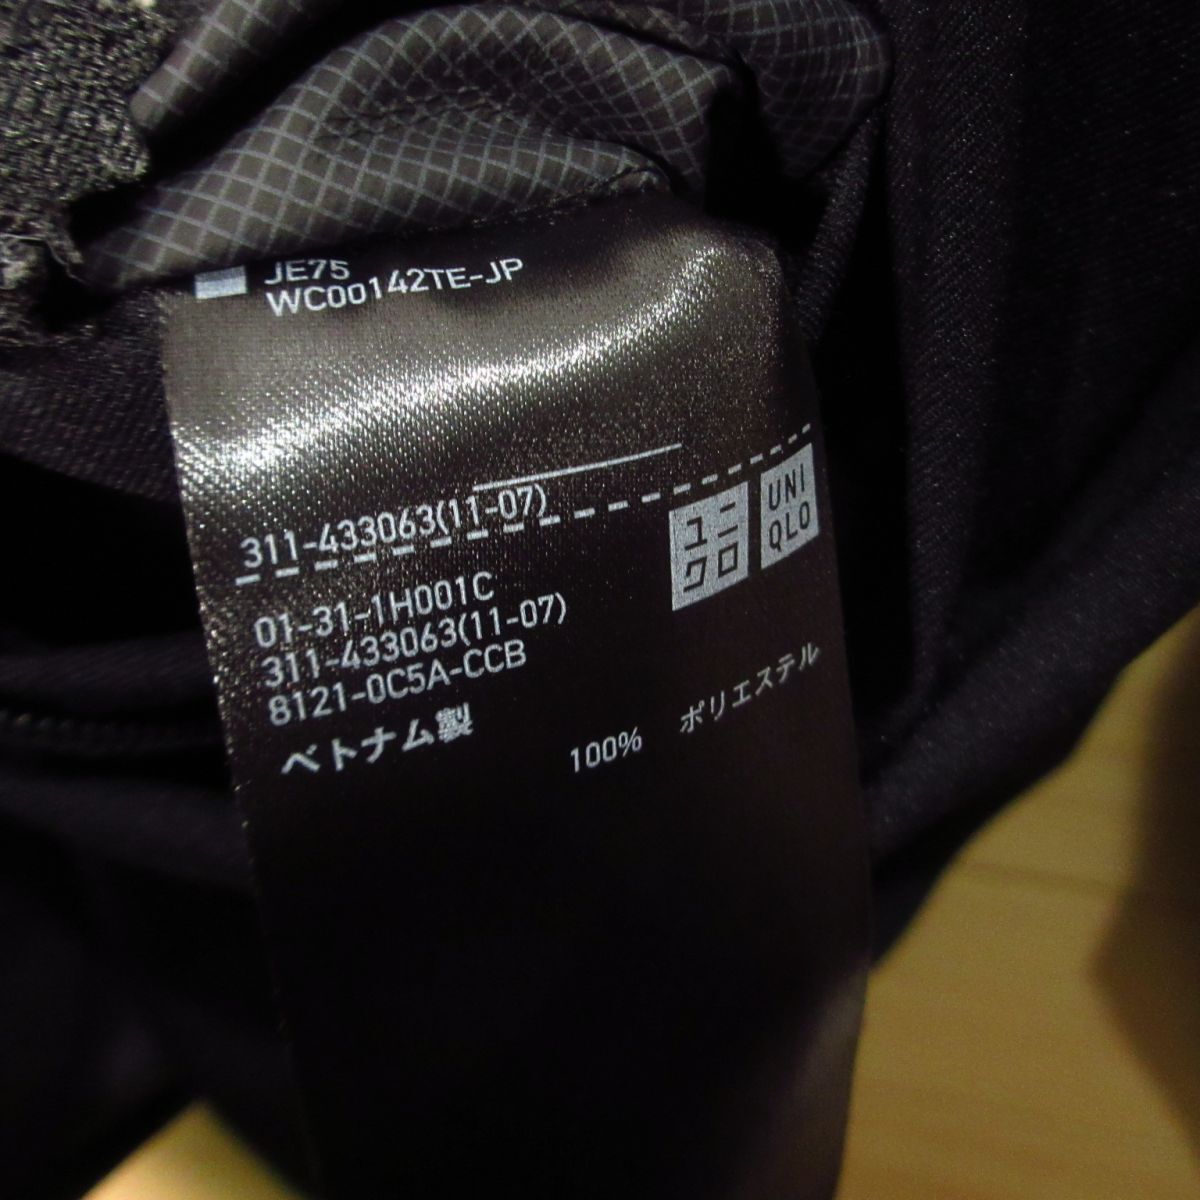 JE75
WC00142TE-JP
311-433063(11-07)
ユニ
クロ
UNI
QLO
01-31-1H001C
311-433063(11-07)
8121-0C5A-CCB
ベトナム製
100% ポリエステル